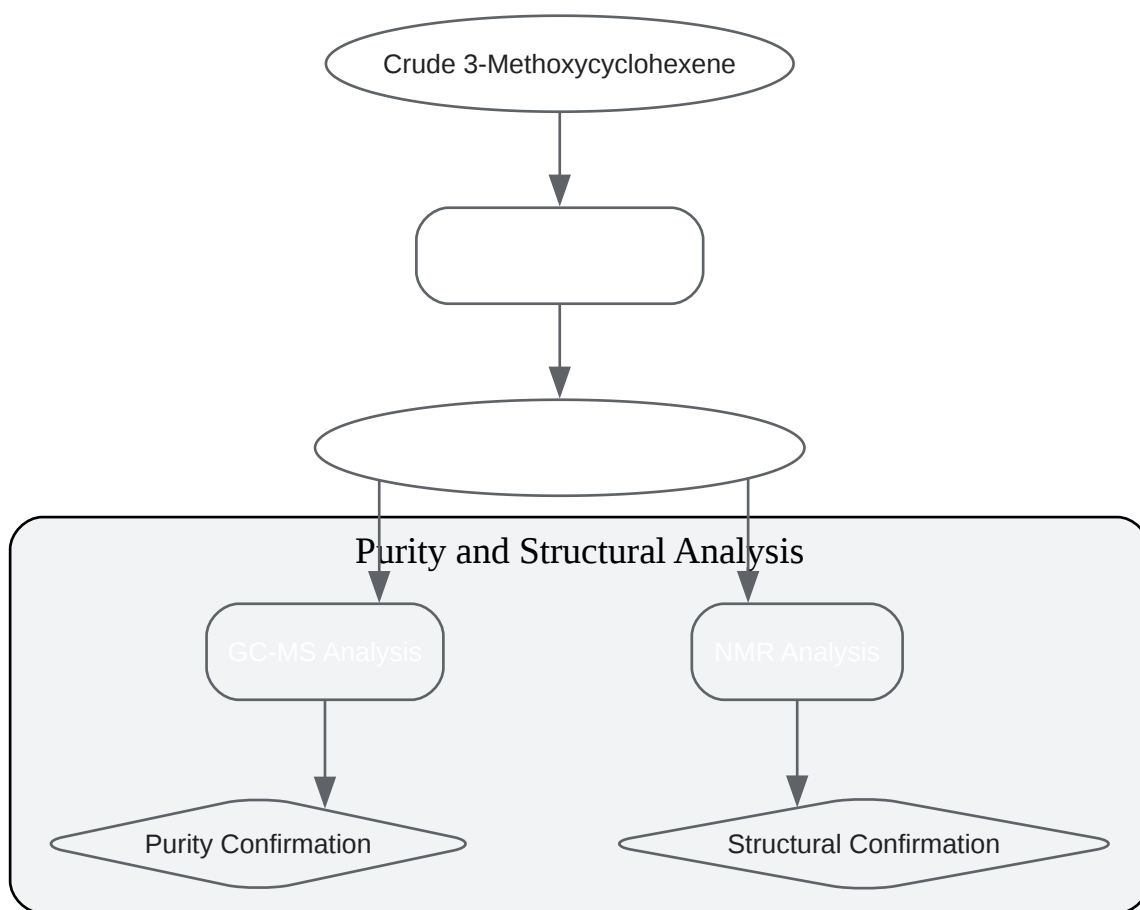 Crude 3-Methoxycyclohexene
Purity and Structural Analysis
GC-MS Analysis
NMR Analysis
Purity Confirmation
Structural Confirmation